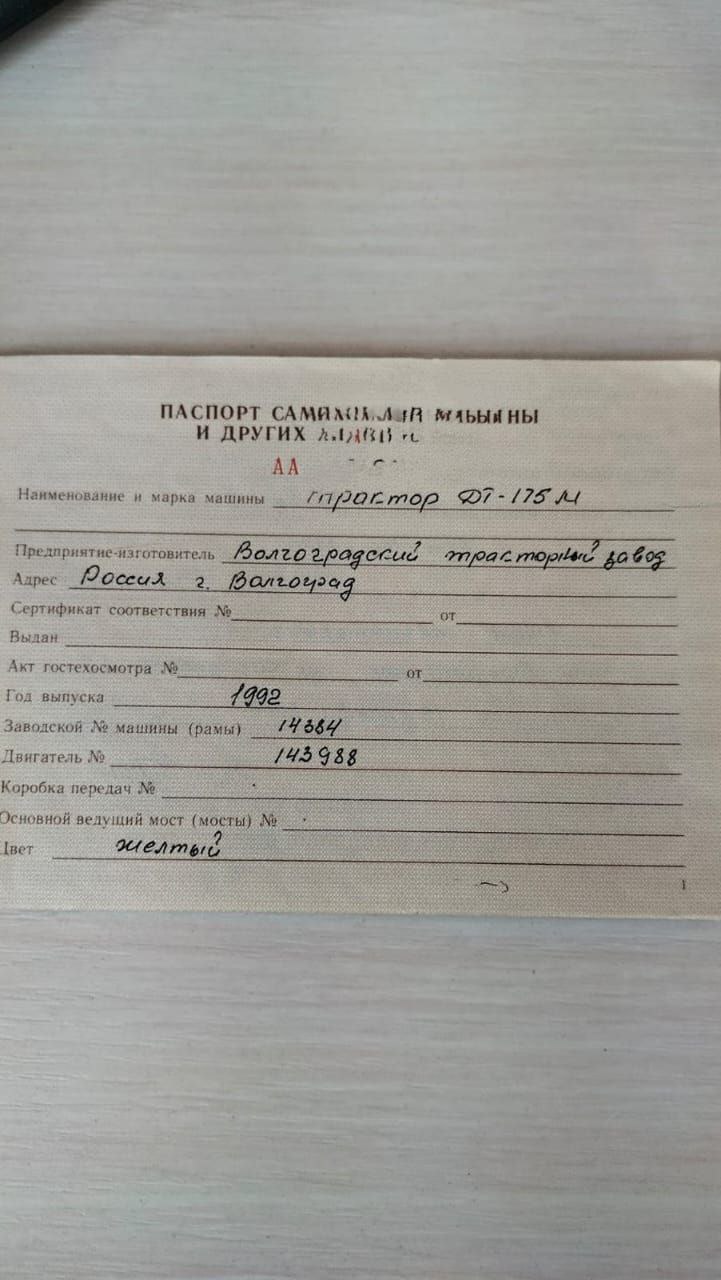 ПАСПОРТ
И ДРУГИХ
АА
Наименование и марка машины трактор ДТ-175М
Предприятие-изготовитель Волгоградский тракторный завод
Адрес Россия г. Волгоград
Сертификат соответствия № от
Выдан
Акт гостехосмотра № от
Год выпуска 1992
Заводской № машины (рамы) 14384
Двигатель № 143988
Коробка передач №
Основной ведущий мост (мосты) №
Цвет желтый
1